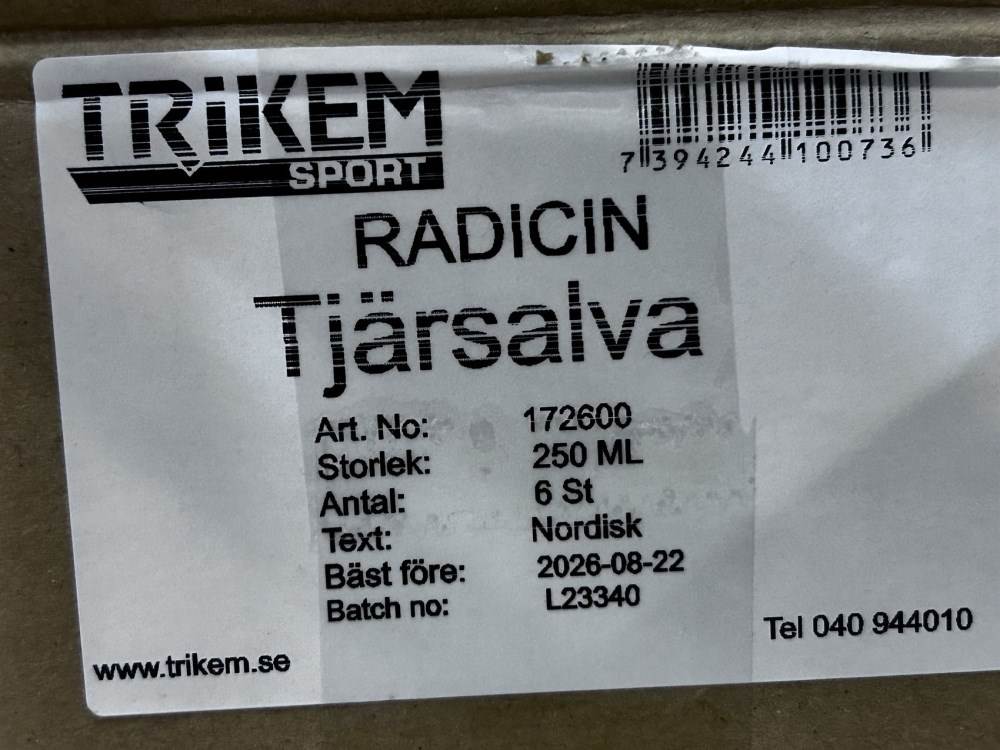 TRiKEM
SPORT
7 394244 100736
RADICIN
Tjärsalva
Art. No: 172600
Storlek: 250 ML
Antal: 6 St
Text: Nordisk
Bäst före: 2026-08-22
Batch no: L23340
Tel 040 944010
www.trikem.se